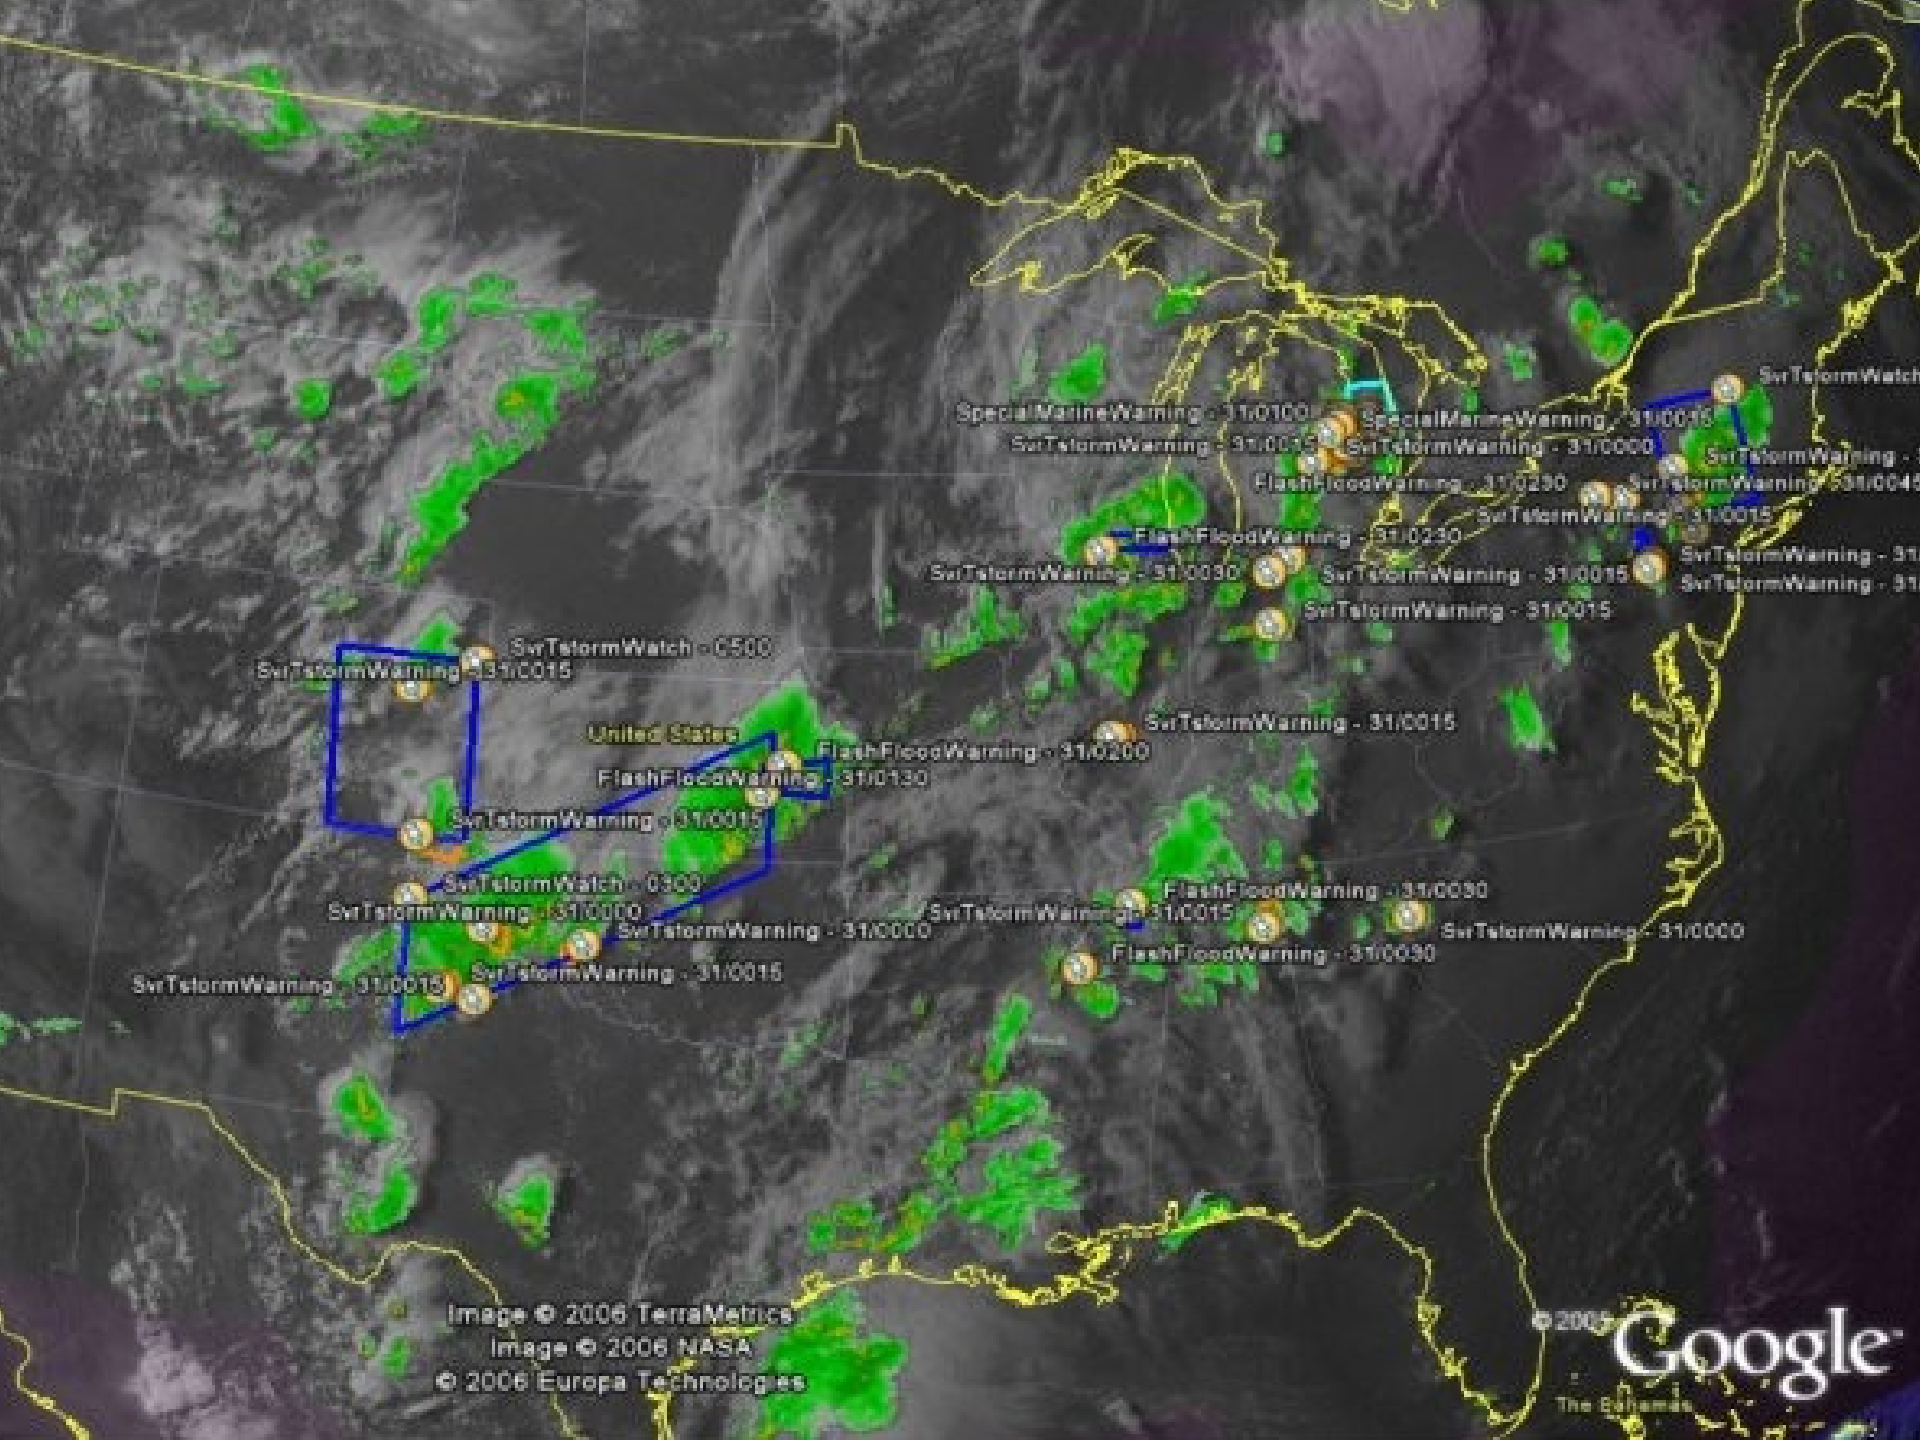 SvrTstormWatch
SpecialMarineWarning - 31/0100
SpecialMarineWarning - 31/0015
SvrTstormWarning - 31/0015
SvrTstormWarning - 31/0000
SvrTstormWarning -
FlashFloodWarning - 31/0230
SvrTstormWarning - 31/0045
SvrTstormWarning - 31/0015
FlashFloodWarning - 31/0230
SvrTstormWarning - 31
SvrTstormWarning - 31/0030
SvrTstormWarning - 31/0015
SvrTstormWarning - 31
SvrTstormWarning - 31/0015
SvrTstormWatch - 0500
SvrTstormWarning - 31/0015
SvrTstormWarning - 31/0015
United States
FlashFloodWarning - 31/0200
FlashFloodWarning - 31/0130
SvrTstormWarning - 31/0015
SvrTstormWatch - 0300
FlashFloodWarning - 31/0030
SvrTstormWarning - 31/0000
SvrTstormWarning - 31/0015
SvrTstormWarning - 31/0000
SvrTstormWarning - 31/0000
FlashFloodWarning - 31/0030
SvrTstormWarning - 31/0015
SvrTstormWarning - 31/0015
Image © 2006 TerraMetrics
Image © 2006 NASA
© 2006 Europa Technologies
Google
The Bahamas